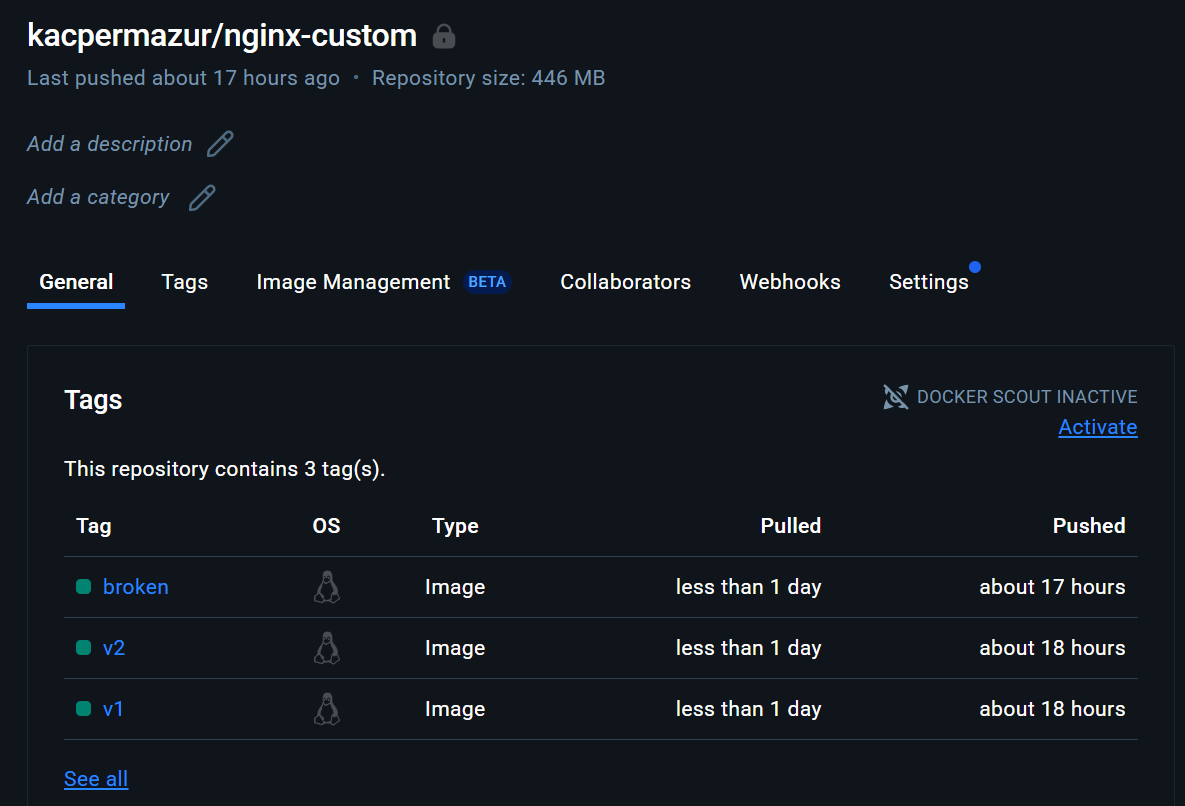 kacpermazur/nginx-custom
Last pushed about 17 hours ago • Repository size: 446 MB
Add a description
Add a category
General Tags Image Management BETA Collaborators Webhooks Settings
Tags
DOCKER SCOUT INACTIVE
Activate
This repository contains 3 tag(s).
Tag OS Type Pulled Pushed
broken Image less than 1 day about 17 hours
v2 Image less than 1 day about 18 hours
v1 Image less than 1 day about 18 hours
See all